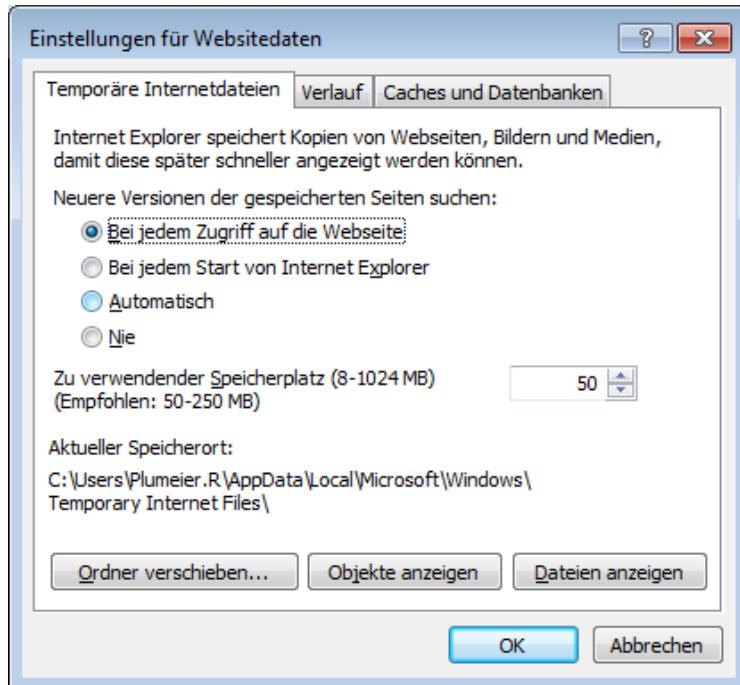 Einstellungen für Websitedaten
?
Temporäre Internetdateien
Verlauf
Caches und Datenbanken
Internet Explorer speichert Kopien von Webseiten, Bildern und Medien,
damit diese später schneller angezeigt werden können.
Neuere Versionen der gespeicherten Seiten suchen:
Bei jedem Zugriff auf die Webseite
Bei jedem Start von Internet Explorer
Automatisch
Nie
Zu verwendender Speicherplatz (8-1024 MB)
(Empfohlen: 50-250 MB)
50
Aktueller Speicherort:
C:\Users\Plumeier.R\AppData\Local\Microsoft\Windows\
Temporary Internet Files\
Ordner verschieben...
Objekte anzeigen
Dateien anzeigen
OK
Abbrechen